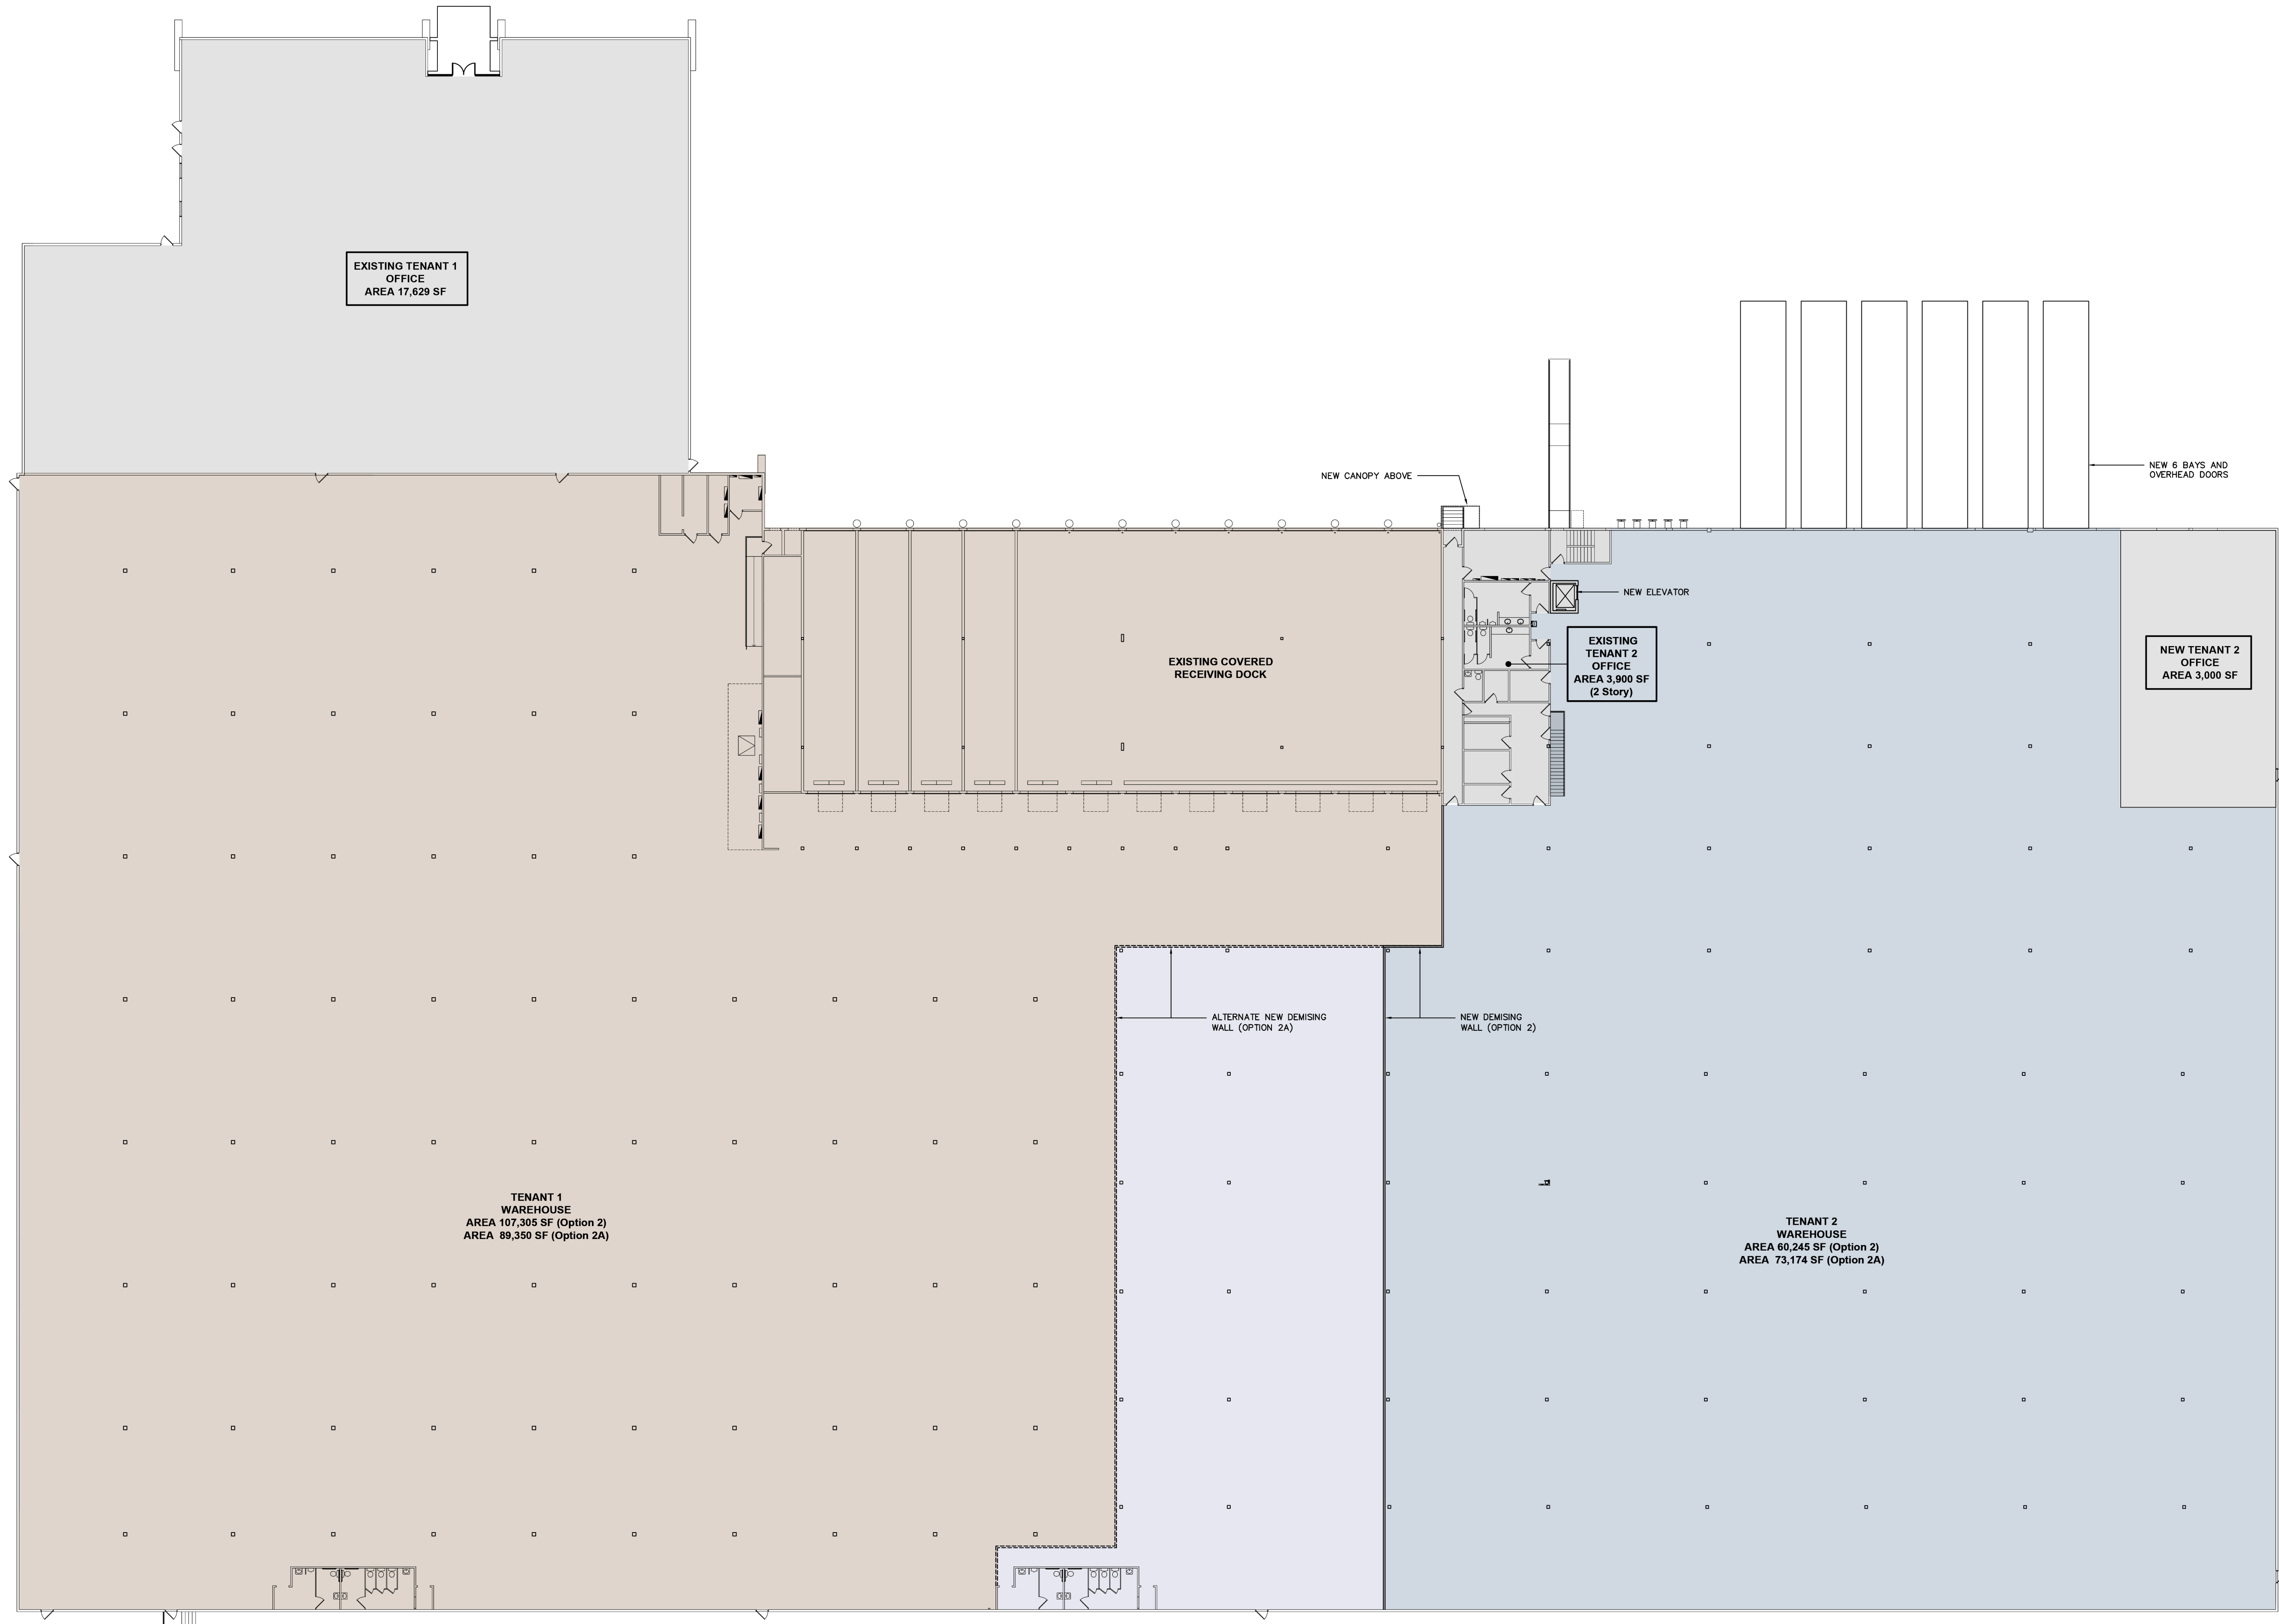 EXISTING TENANT 1
OFFICE
AREA 17,629 SF
NEW CANOPY ABOVE
NEW 6 BAYS AND
OVERHEAD DOORS
NEW ELEVATOR
EXISTING COVERED
RECEIVING DOCK
EXISTING
TENANT 2
OFFICE
AREA 3,900 SF
(2 Story)
NEW TENANT 2
OFFICE
AREA 3,000 SF
ALTERNATE NEW DEMISING
WALL (OPTION 2A)
NEW DEMISING
WALL (OPTION 2)
TENANT 1
WAREHOUSE
AREA 107,305 SF (Option 2)
AREA 89,350 SF (Option 2A)
TENANT 2
WAREHOUSE
AREA 60,245 SF (Option 2)
AREA 73,174 SF (Option 2A)